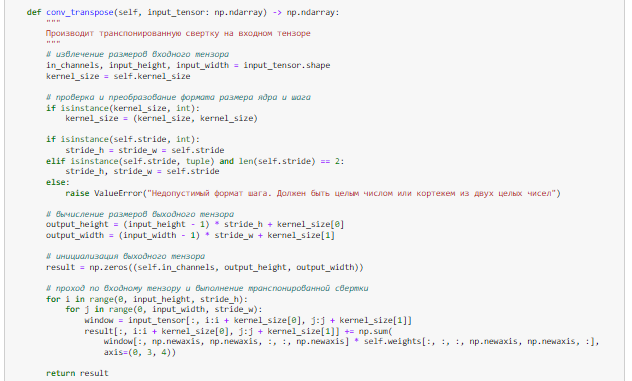 def conv_transpose(self, input_tensor: np.ndarray) -> np.ndarray:
"""
Производит транспонированную свертку на входном тензоре
"""
# извлечение размеров входного тензора
in_channels, input_height, input_width = input_tensor.shape
kernel_size = self.kernel_size
# проверка и преобразование формата размера ядра и шага
if isinstance(kernel_size, int):
kernel_size = (kernel_size, kernel_size)
if isinstance(self.stride, int):
stride_h = stride_w = self.stride
elif isinstance(self.stride, tuple) and len(self.stride) == 2:
stride_h, stride_w = self.stride
else:
raise ValueError("Недопустимый формат шага. Должен быть целым числом или кортежем из двух целых чисел")
# вычисление размеров выходного тензора
output_height = (input_height - 1) * stride_h + kernel_size[0]
output_width = (input_width - 1) * stride_w + kernel_size[1]
# инициализация выходного тензора
result = np.zeros((self.in_channels, output_height, output_width))
# проход по входному тензору и выполнение транспонированной свертки
for i in range(0, input_height, stride_h):
for j in range(0, input_width, stride_w):
window = input_tensor[:, i:i + kernel_size[0], j:j + kernel_size[1]]
result[:, i:i + kernel_size[0], j:j + kernel_size[1]] += np.sum(
window[:, np.newaxis, np.newaxis, :, :, np.newaxis] * self.weights[:, :, :, np.newaxis, np.newaxis, :],
axis=(0, 3, 4))
return result